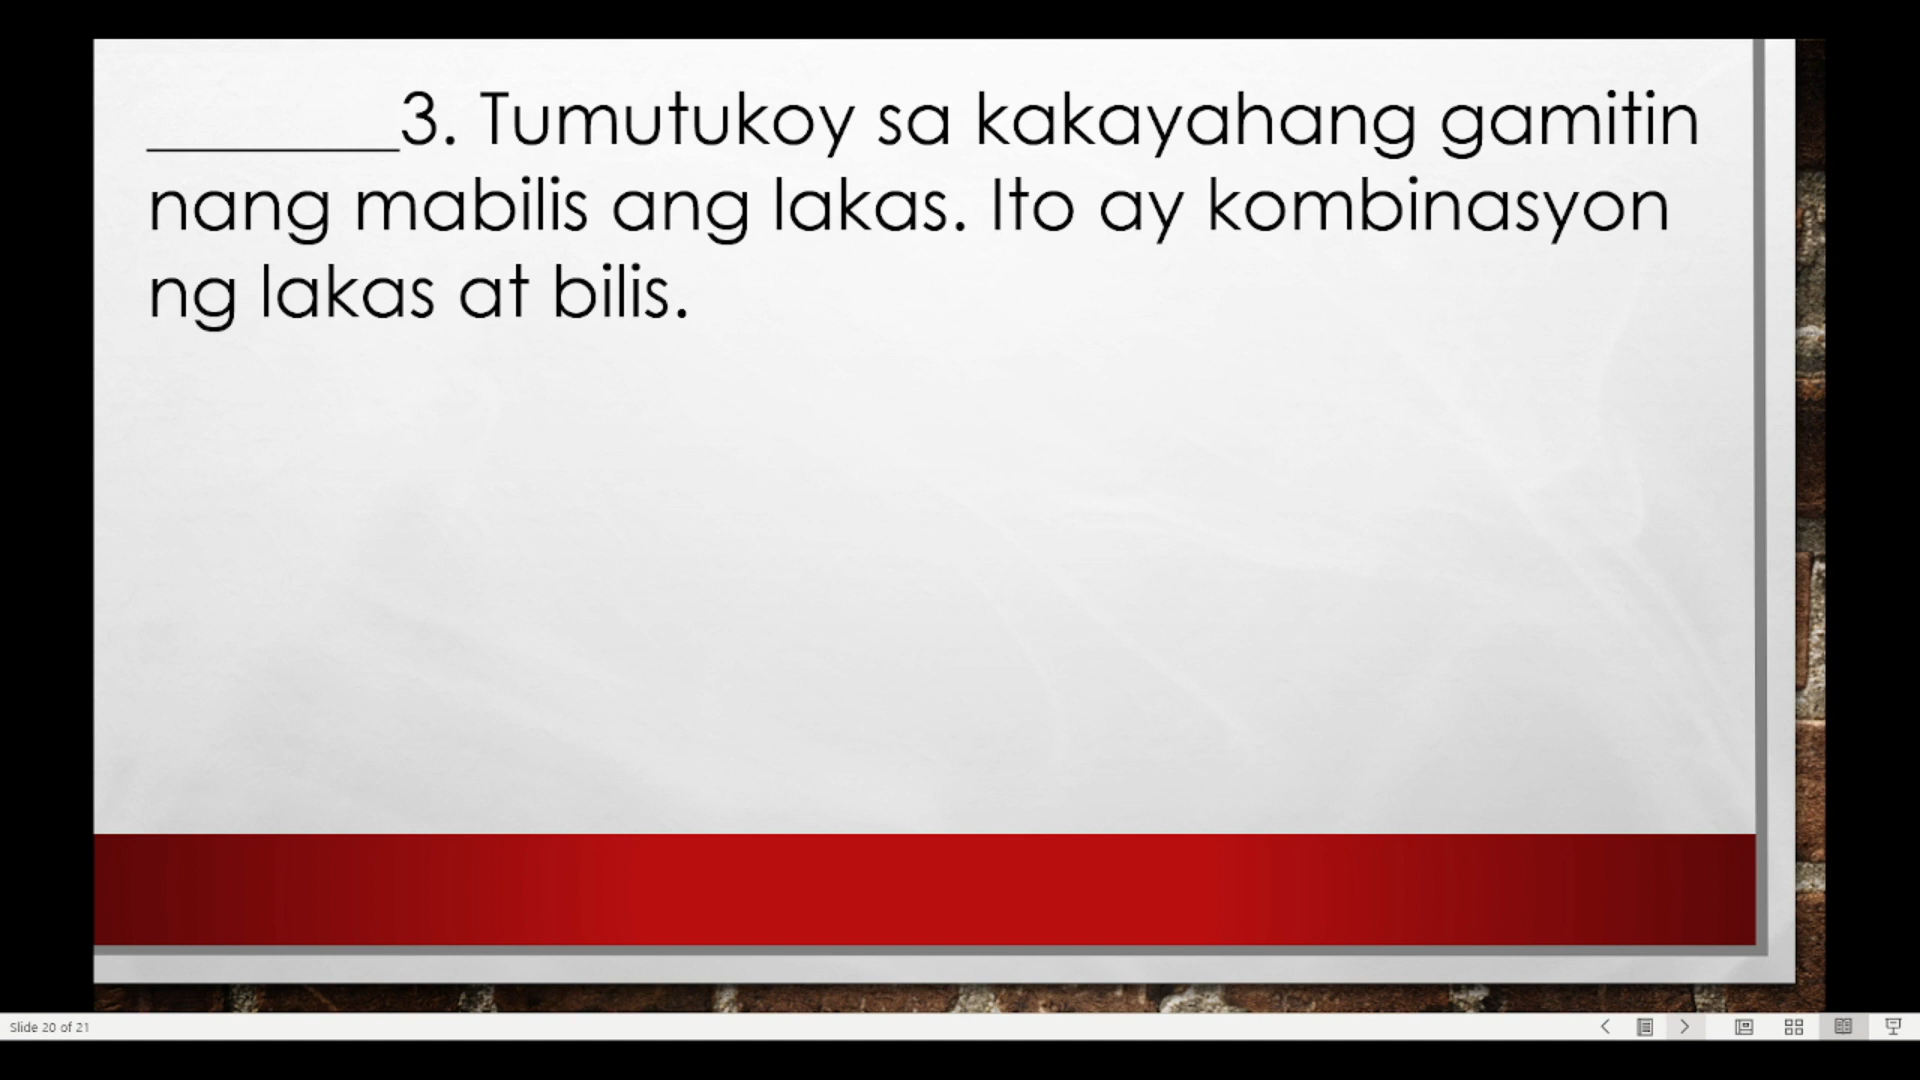 ________3. Tumutukoy sa kakayahang gamitin
nang mabilis ang lakas. Ito ay kombinasyon
ng lakas at bilis.
Slide 20 of 21